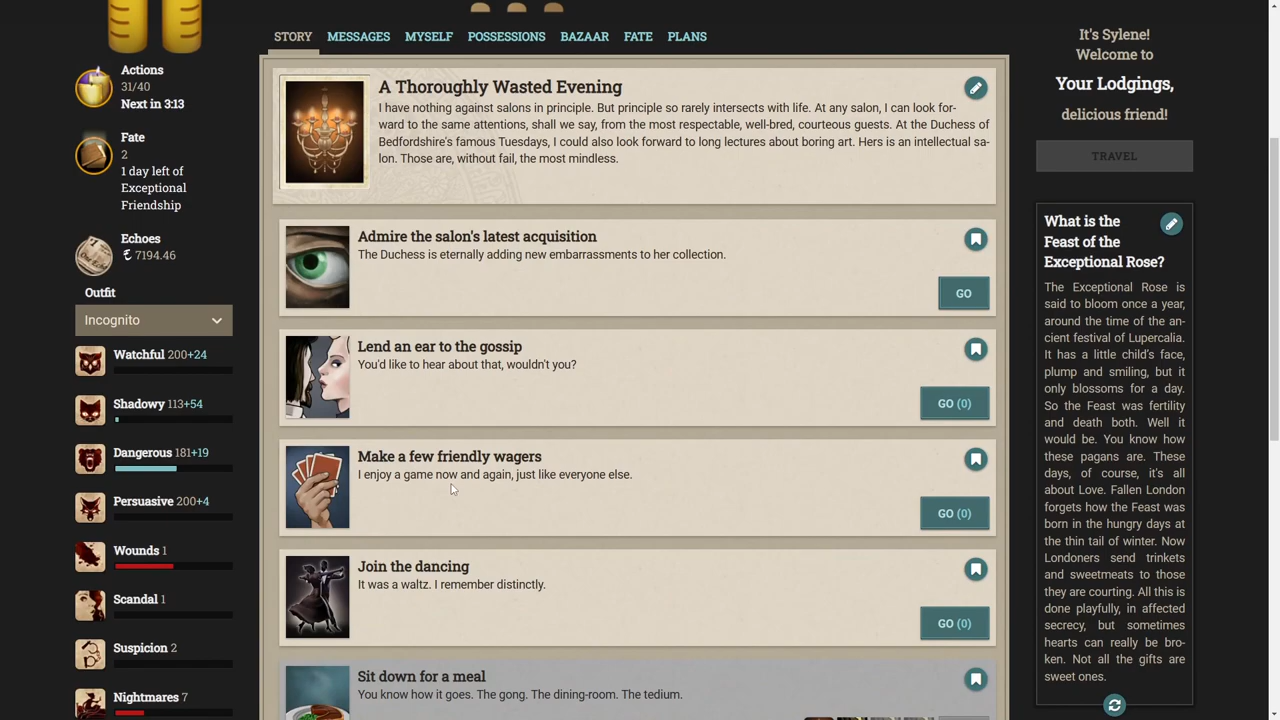 STORY MESSAGES MYSELF POSSESSIONS BAZAAR FATE PLANS
Actions
31/40
Next in 3:13
Fate
2
1 day left of
Exceptional
Friendship
Echoes
7194.46
Outfit
Incognito
Watchful 200+24
Shadowy 113+54
Dangerous 181+19
Persuasive 200+4
Wounds 1
Scandal 1
Suspicion 2
Nightmares 7
A Thoroughly Wasted Evening
I have nothing against salons in principle. But principle so rarely intersects with life. At any salon, I can look for-
ward to the same attentions, shall we say, from the most respectable, well-bred, courteous guests. At the Duchess of
Bedfordshire's famous Tuesdays, I could also look forward to long lectures about boring art. Hers is an intellectual sa-
lon. Those are, without fail, the most mindless.
Admire the salon's latest acquisition
The Duchess is eternally adding new embarrassments to her collection.
GO
Lend an ear to the gossip
You'd like to hear about that, wouldn't you?
GO (0)
Make a few friendly wagers
I enjoy a game now and again, just like everyone else.
GO (0)
Join the dancing
It was a waltz. I remember distinctly.
GO (0)
Sit down for a meal
You know how it goes. The gong. The dining-room. The tedium.
It's Sylene!
Welcome to
Your Lodgings,
delicious friend!
TRAVEL
What is the
Feast of the
Exceptional Rose?
The Exceptional Rose is
said to bloom once a year,
around the time of the an-
cient festival of Lupercalia.
It has a little child's face,
plump and smiling, but it
only blossoms for a day.
So the Feast was fertility
and death both. Well it
would be. You know how
these pagans are. These
days, of course, it's all
about Love. Fallen London
forgets how the Feast was
born in the hungry days at
the thin tail of winter. Now
Londoners send trinkets
and sweetmeats to those
they are courting. All this is
done playfully, in affected
secrecy, but sometimes
hearts can really be bro-
ken. Not all the gifts are
sweet ones.